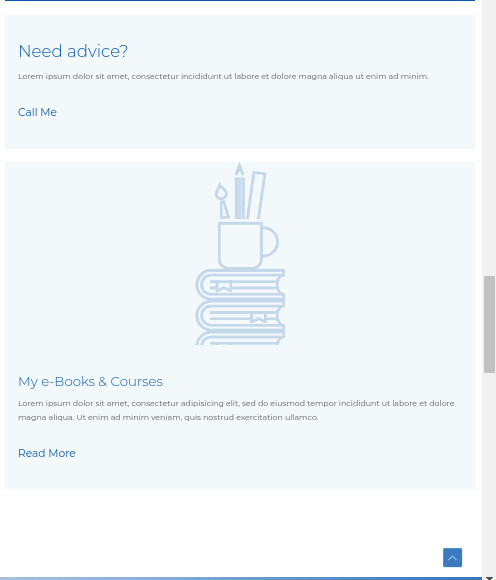 Need advice?
Lorem ipsum dolor sit amet, consectetur incididunt ut labore et dolore magna aliqua ut enim ad minim.
Call Me
My e-Books & Courses
Lorem ipsum dolor sit amet, consectetur adipisicing elit, sed do eiusmod tempor incididunt ut labore et dolore
magna aliqua. Ut enim ad minim veniam, quis nostrud exercitation ullamco.
Read More